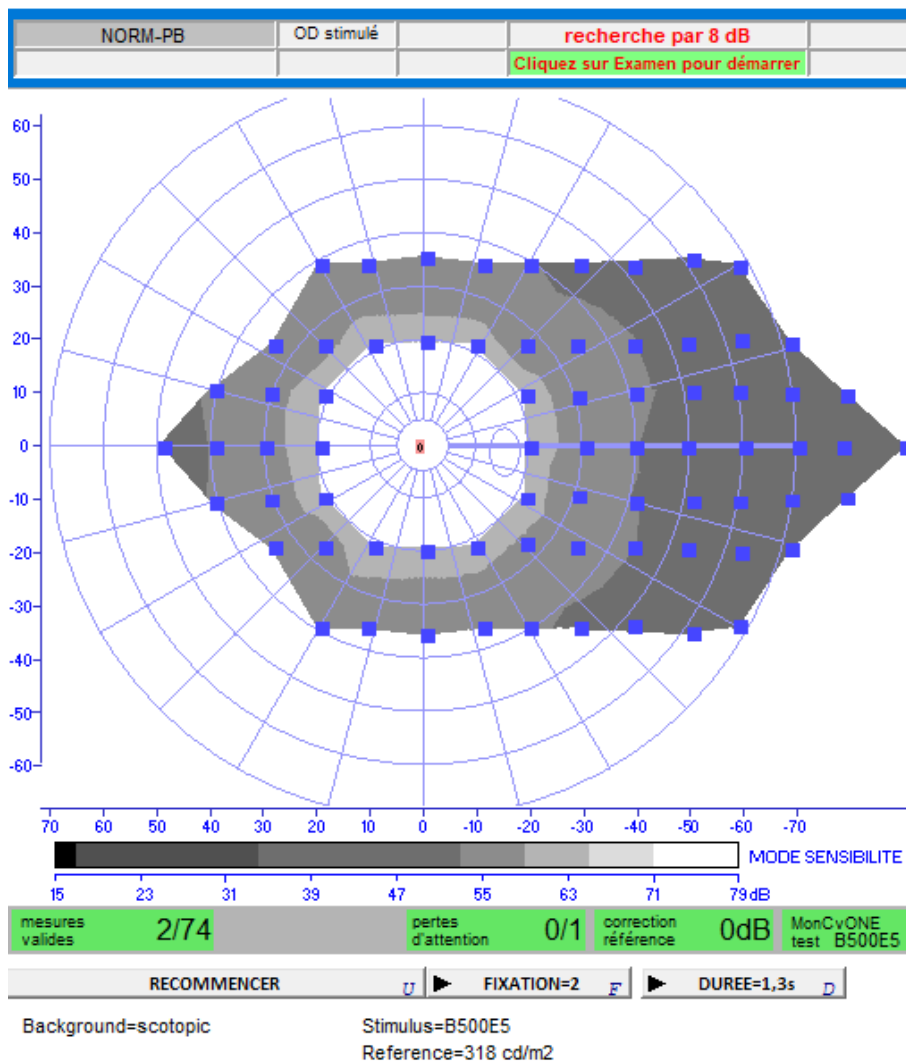 NORM-PB OD stimulé recherche par 8 dB
Cliquez sur Examen pour démarrer
60
50
40
30
20
10
0
0
-10
-20
-30
-40
-50
-60
70 60 50 40 30 20 10 0 -10 -20 -30 -40 -50 -60 -70
MODE SENSIBILITE
15 23 31 39 47 55 63 71 79dB
mesures valides 2/74 pertes d'attention 0/1 correction référence 0dB MonCvONE test B500E5
RECOMMENCER U FIXATION=2 F DUREE=1,3s D
Background=scotopic Stimulus=B500E5
Reference=318 cd/m2